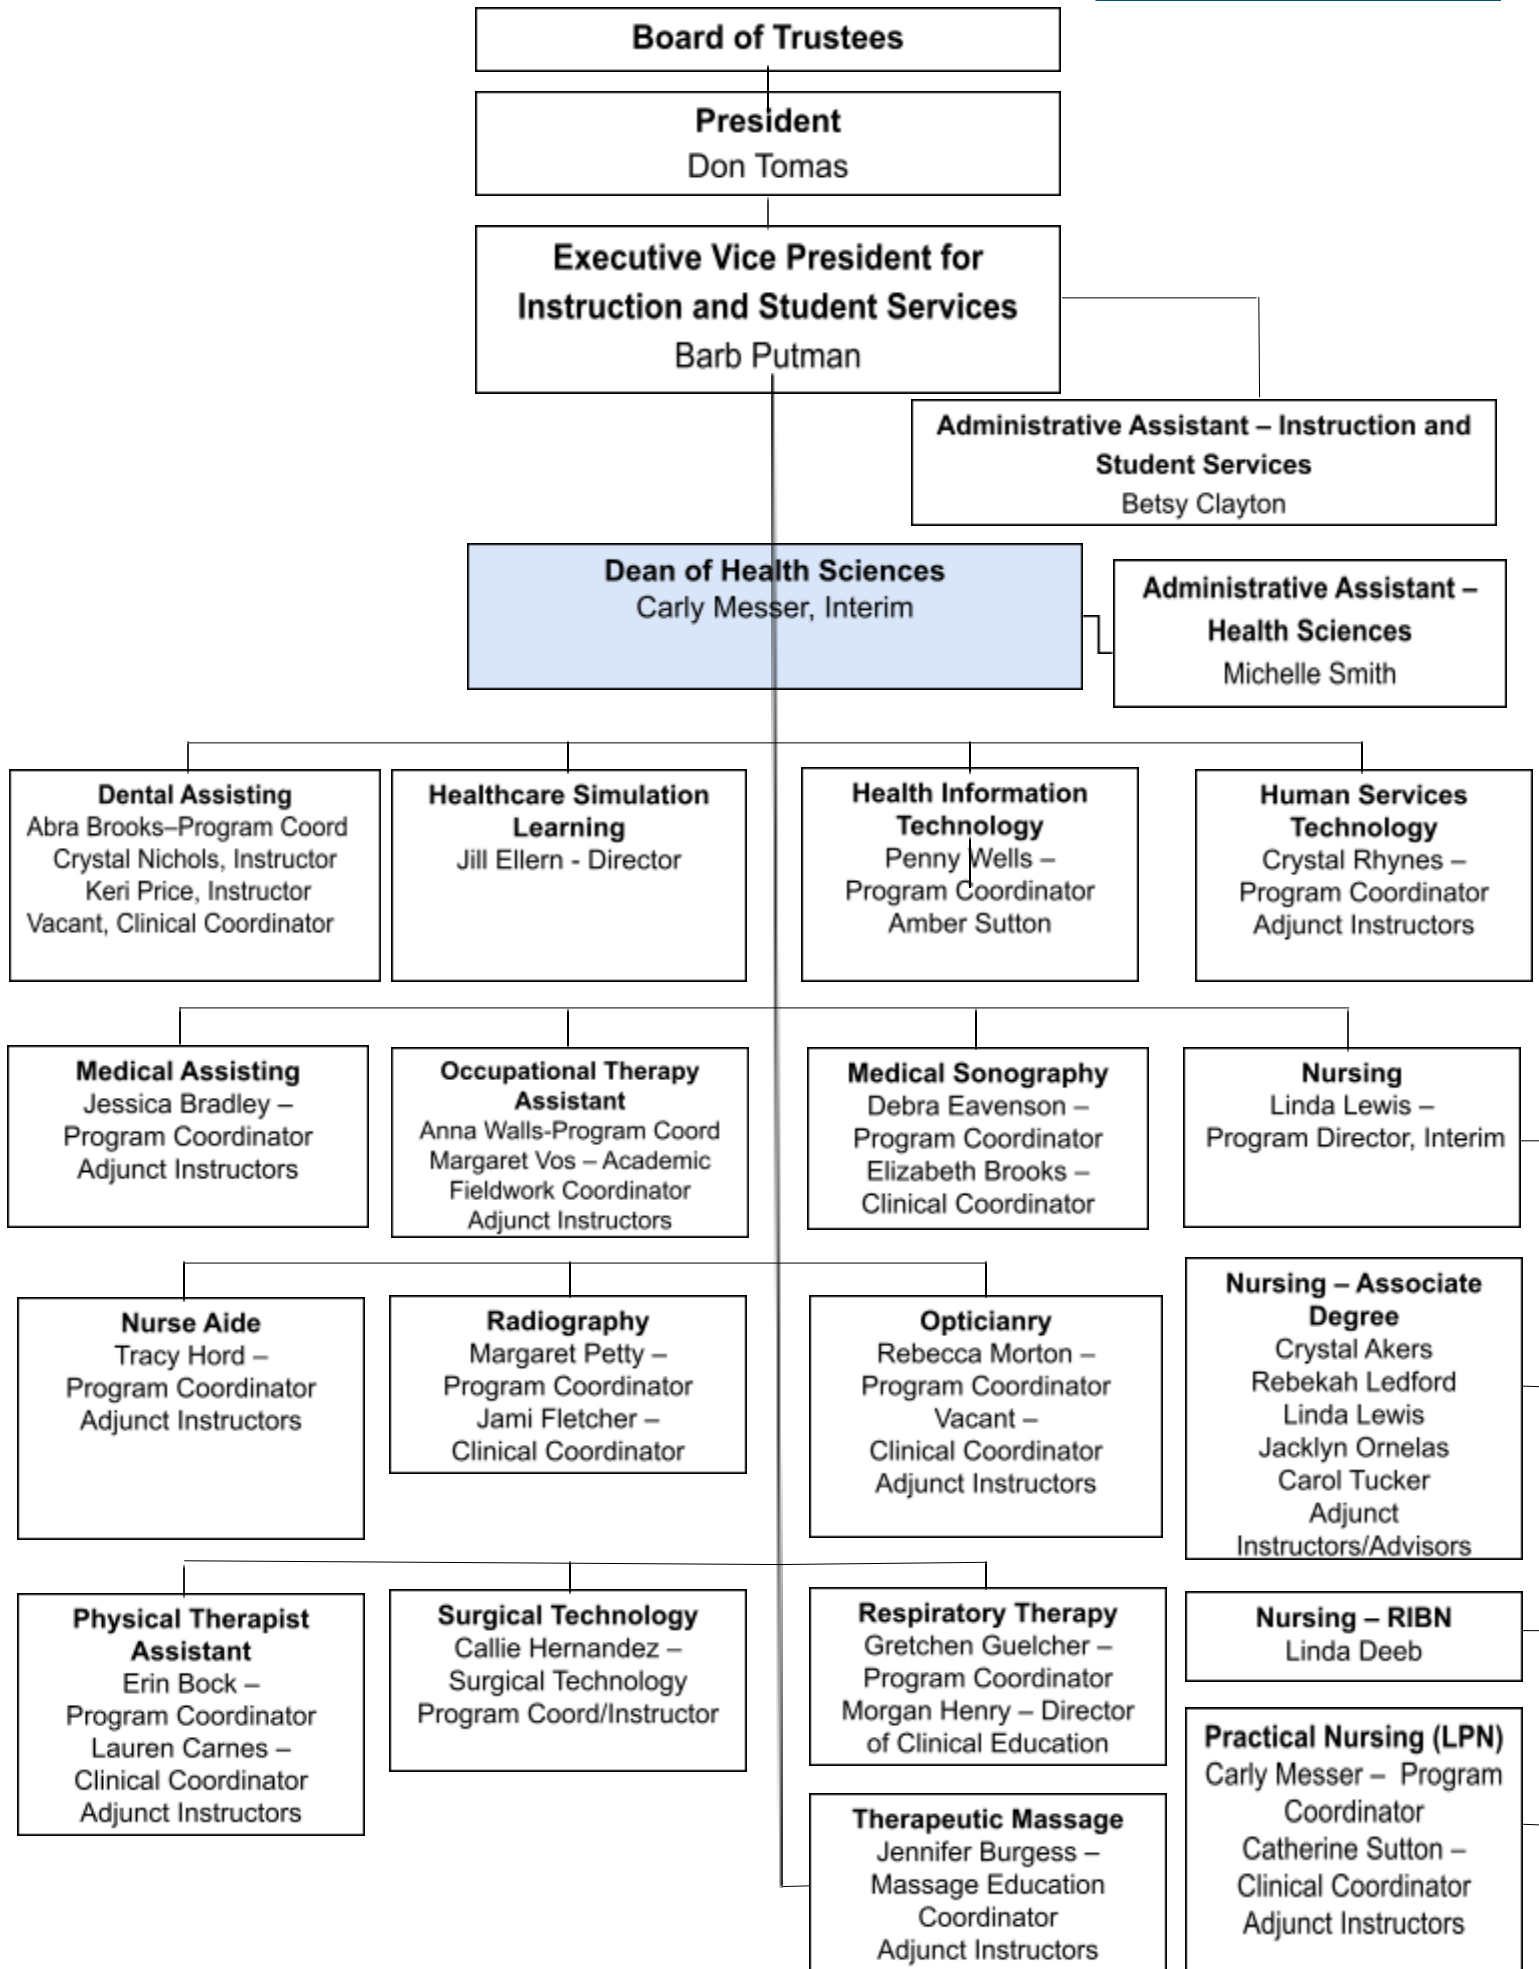 Board of Trustees
President
Don Tomas
Executive Vice President for
Instruction and Student Services
Barb Putman
Administrative Assistant – Instruction and
Student Services
Betsy Clayton
Dean of Health Sciences
Carly Messer, Interim
Administrative Assistant –
Health Sciences
Michelle Smith
Dental Assisting
Abra Brooks–Program Coord
Crystal Nichols, Instructor
Keri Price, Instructor
Vacant, Clinical Coordinator
Healthcare Simulation
Learning
Jill Ellern - Director
Health Information
Technology
Penny Wells –
Program Coordinator
Amber Sutton
Human Services
Technology
Crystal Rhynes –
Program Coordinator
Adjunct Instructors
Medical Assisting
Jessica Bradley –
Program Coordinator
Adjunct Instructors
Occupational Therapy
Assistant
Anna Walls-Program Coord
Margaret Vos – Academic
Fieldwork Coordinator
Adjunct Instructors
Medical Sonography
Debra Eavenson –
Program Coordinator
Elizabeth Brooks –
Clinical Coordinator
Nursing
Linda Lewis –
Program Director, Interim
Nurse Aide
Tracy Hord –
Program Coordinator
Adjunct Instructors
Radiography
Margaret Petty –
Program Coordinator
Jami Fletcher –
Clinical Coordinator
Opticianry
Rebecca Morton –
Program Coordinator
Vacant –
Clinical Coordinator
Adjunct Instructors
Nursing – Associate
Degree
Crystal Akers
Rebekah Ledford
Linda Lewis
Jacklyn Ornelas
Carol Tucker
Adjunct
Instructors/Advisors
Physical Therapist
Assistant
Erin Bock –
Program Coordinator
Lauren Carnes –
Clinical Coordinator
Adjunct Instructors
Surgical Technology
Callie Hernandez –
Surgical Technology
Program Coord/Instructor
Respiratory Therapy
Gretchen Guelcher –
Program Coordinator
Morgan Henry – Director
of Clinical Education
Nursing – RIBN
Linda Deeb
Therapeutic Massage
Jennifer Burgess –
Massage Education
Coordinator
Adjunct Instructors
Practical Nursing (LPN)
Carly Messer – Program
Coordinator
Catherine Sutton –
Clinical Coordinator
Adjunct Instructors